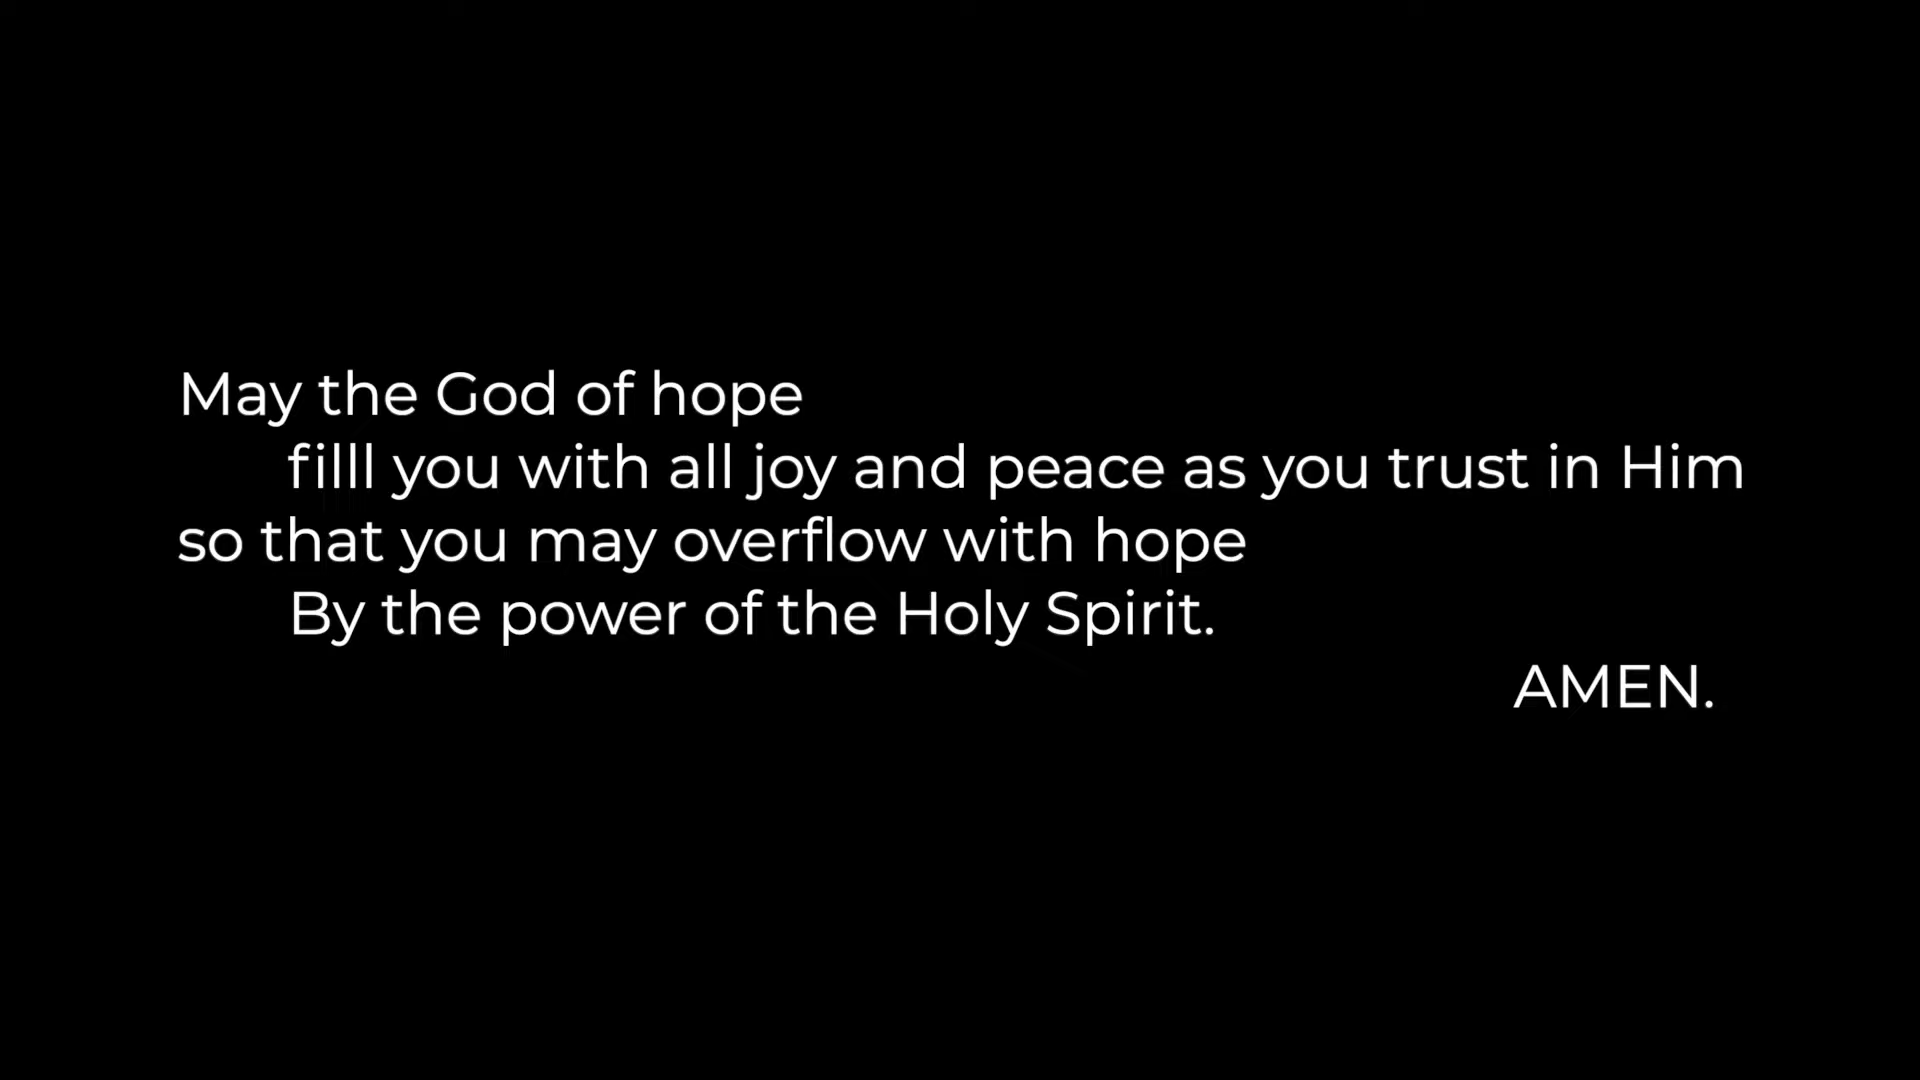 May the God of hope
filll you with all joy and peace as you trust in Him
so that you may overflow with hope
By the power of the Holy Spirit.
AMEN.